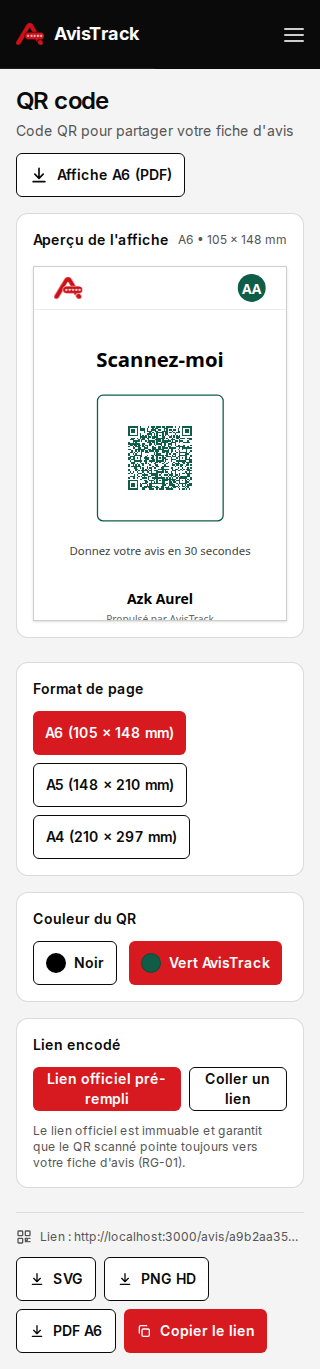 AvisTrack
QR code
Code QR pour partager votre fiche d'avis
Affiche A6 (PDF)
Aperçu de l'affiche A6 • 105 × 148 mm
AA
Scannez-moi
Donnez votre avis en 30 secondes
Azk Aurel
Propulsé par AvisTrack
Format de page
A6 (105 × 148 mm)
A5 (148 × 210 mm)
A4 (210 × 297 mm)
Couleur du QR
Noir Vert AvisTrack
Lien encodé
Lien officiel pré-
rempli
Coller un
lien
Le lien officiel est immuable et garantit
que le QR scanné pointe toujours vers
votre fiche d'avis (RG-01).
Lien : http://localhost:3000/avis/a9b2aa35...
SVG PNG HD
PDF A6 Copier le lien